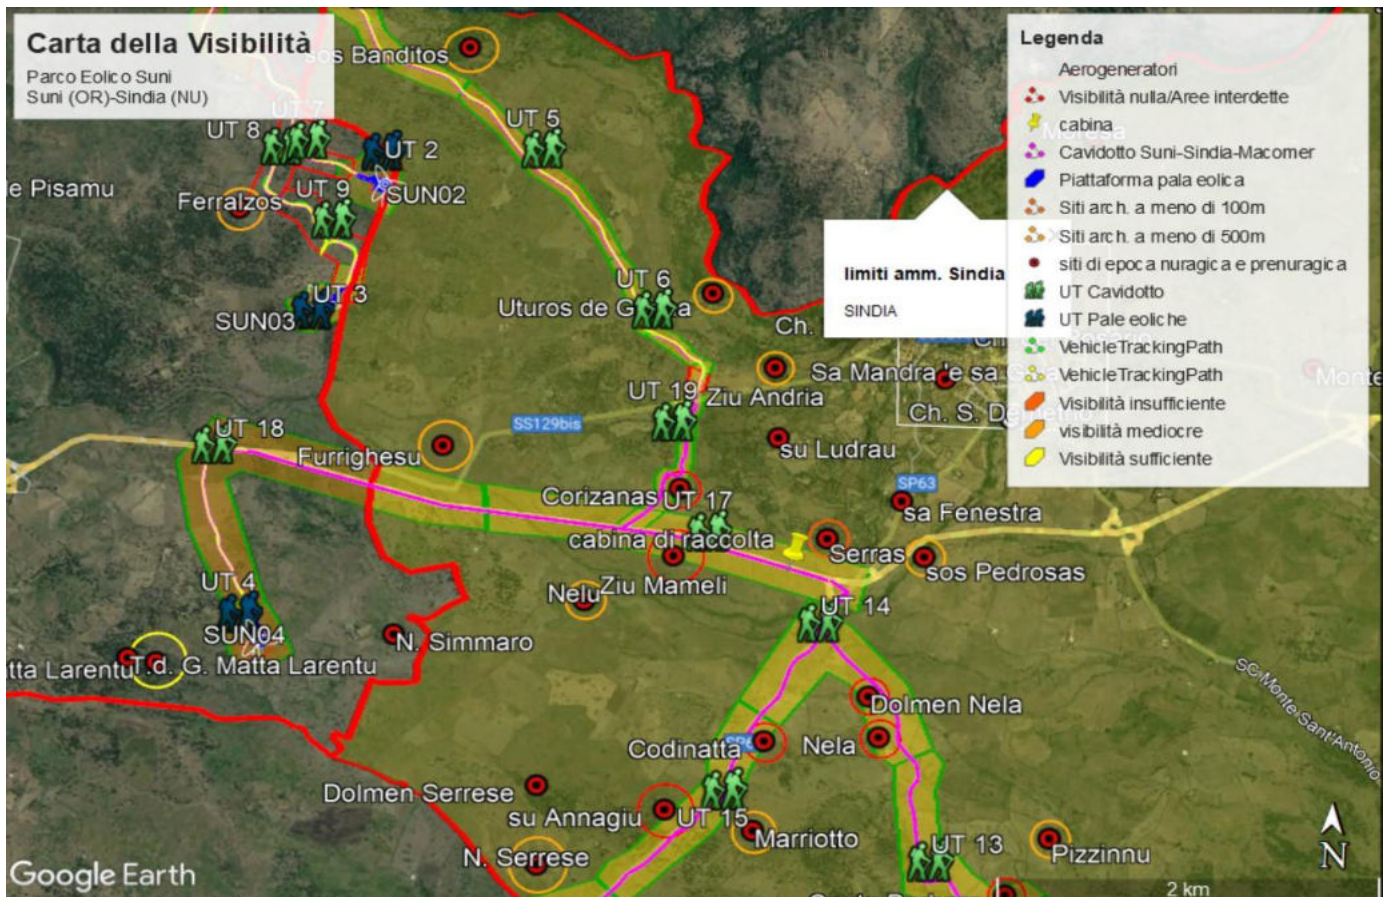 Carta della Visibilità
Parco Eolico Suni
Suni (OR)-Sindia (NU)
sos Banditos
UT 7
UT 8
UT 2
UT 5
SUN02
UT 9
Ferralzos
e Pisamu
UT 3
SUN03
UT 6
Uturos de
Ch.
Legenda
Aerogeneratori
Visibilità nulla/Aree interdette
cabina
Cavidotto Suni-Sindia-Macomer
Piattaforma pala eolica
Siti arch. a meno di 100m
Siti arch. a meno di 500m
siti di epoca nuragica e prenuragica
UT Cavidotto
UT Pale eoliche
VehicleTrackingPath
VehicleTrackingPath
Visibilità insufficiente
visibilità mediocre
Visibilità sufficiente
limiti amm. Sindia
SINDIA
Monte
Sa Mandra
Ziu Andria
UT 19
Ch. S.
SS129bis
UT 18
Furrighesu
su Ludrau
SP63
sa Fenestra
Corizanas
UT 17
cabina di raccolta
Serras
sos Pedrosas
Ziu Mameli
Nelu
UT 14
UT 4
SUN04
N. Simmaro
tta Larentu
T.d. G. Matta Larentu
SC Monte Sant'Antonio
Dolmen Nela
Codinatta
Nela
Dolmen Serrese
su Annagiu
UT 15
Marriotto
N. Serrese
UT 13
Pizzinnu
N
2 km
Google Earth